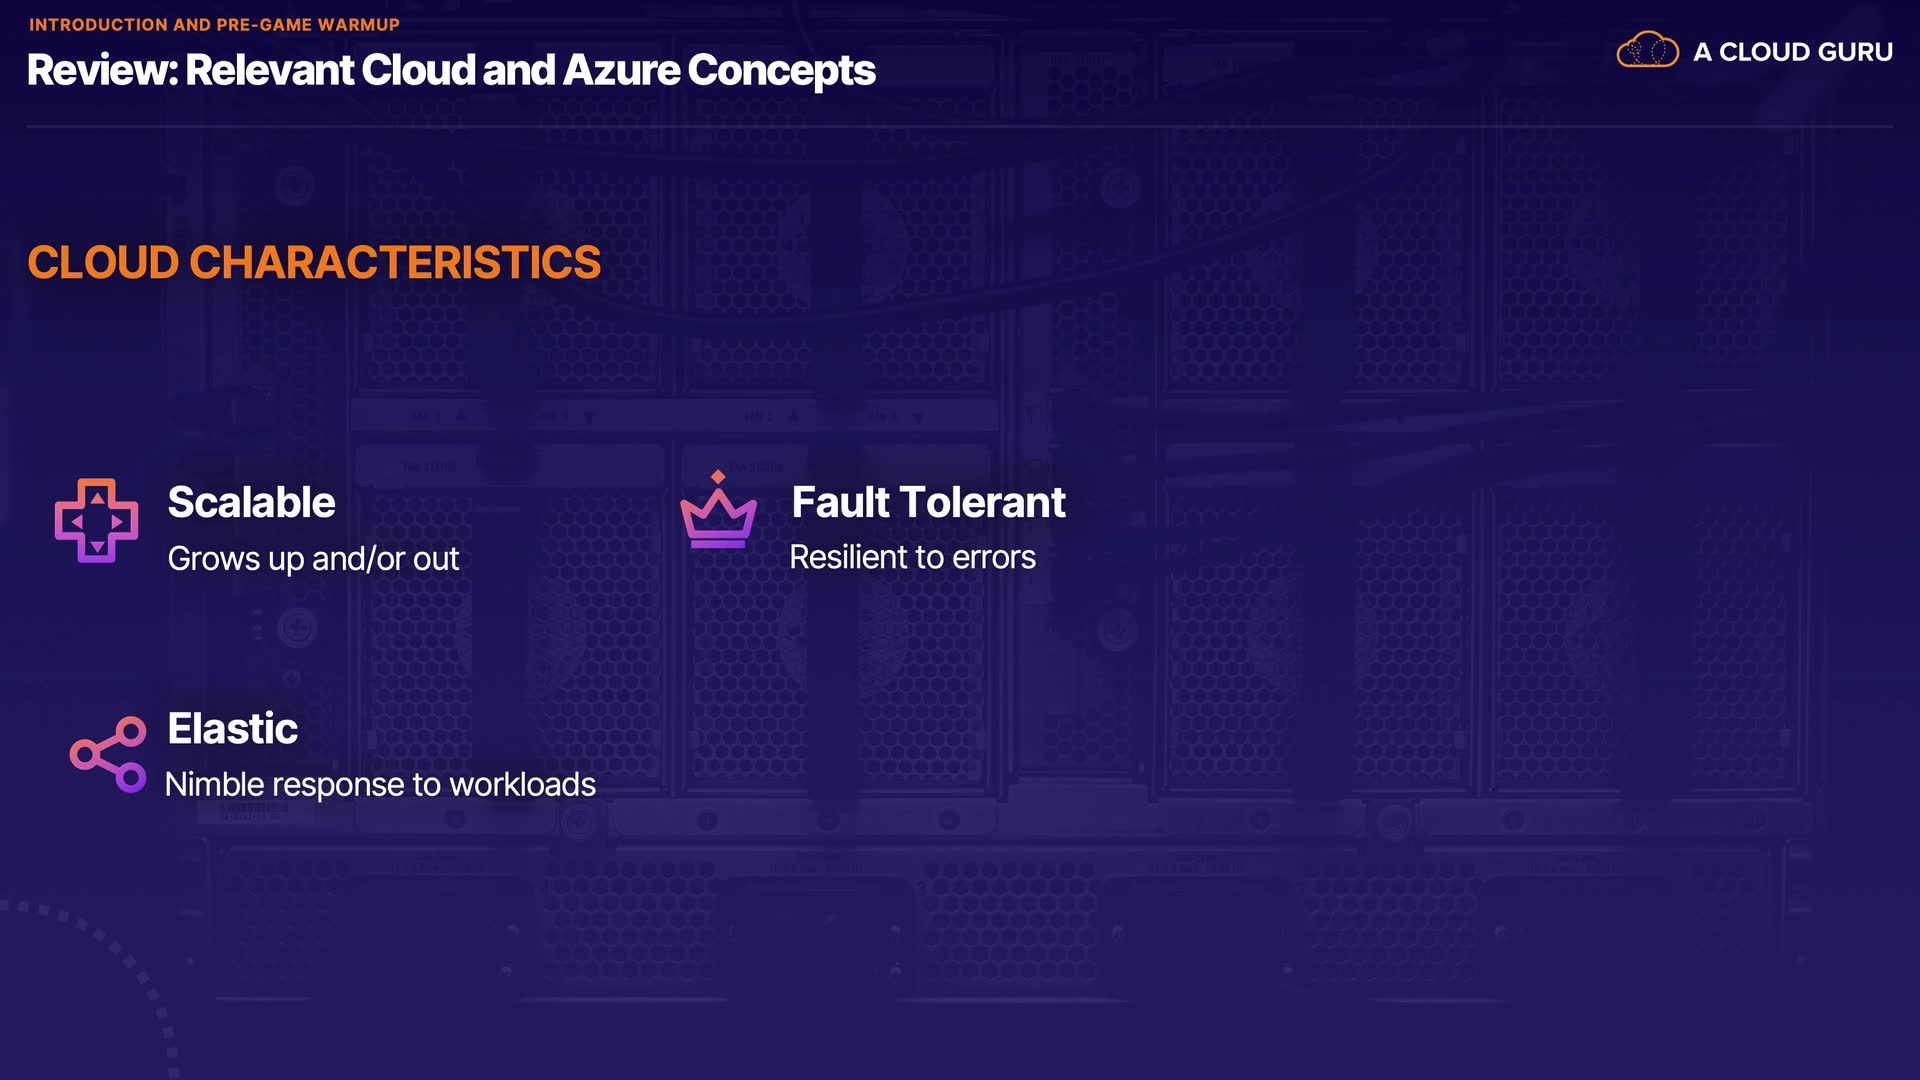 INTRODUCTION AND PRE-GAME WARMUP
Review: Relevant Cloud and Azure Concepts
A CLOUD GURU
CLOUD CHARACTERISTICS
Scalable
Grows up and/or out
Fault Tolerant
Resilient to errors
Elastic
Nimble response to workloads